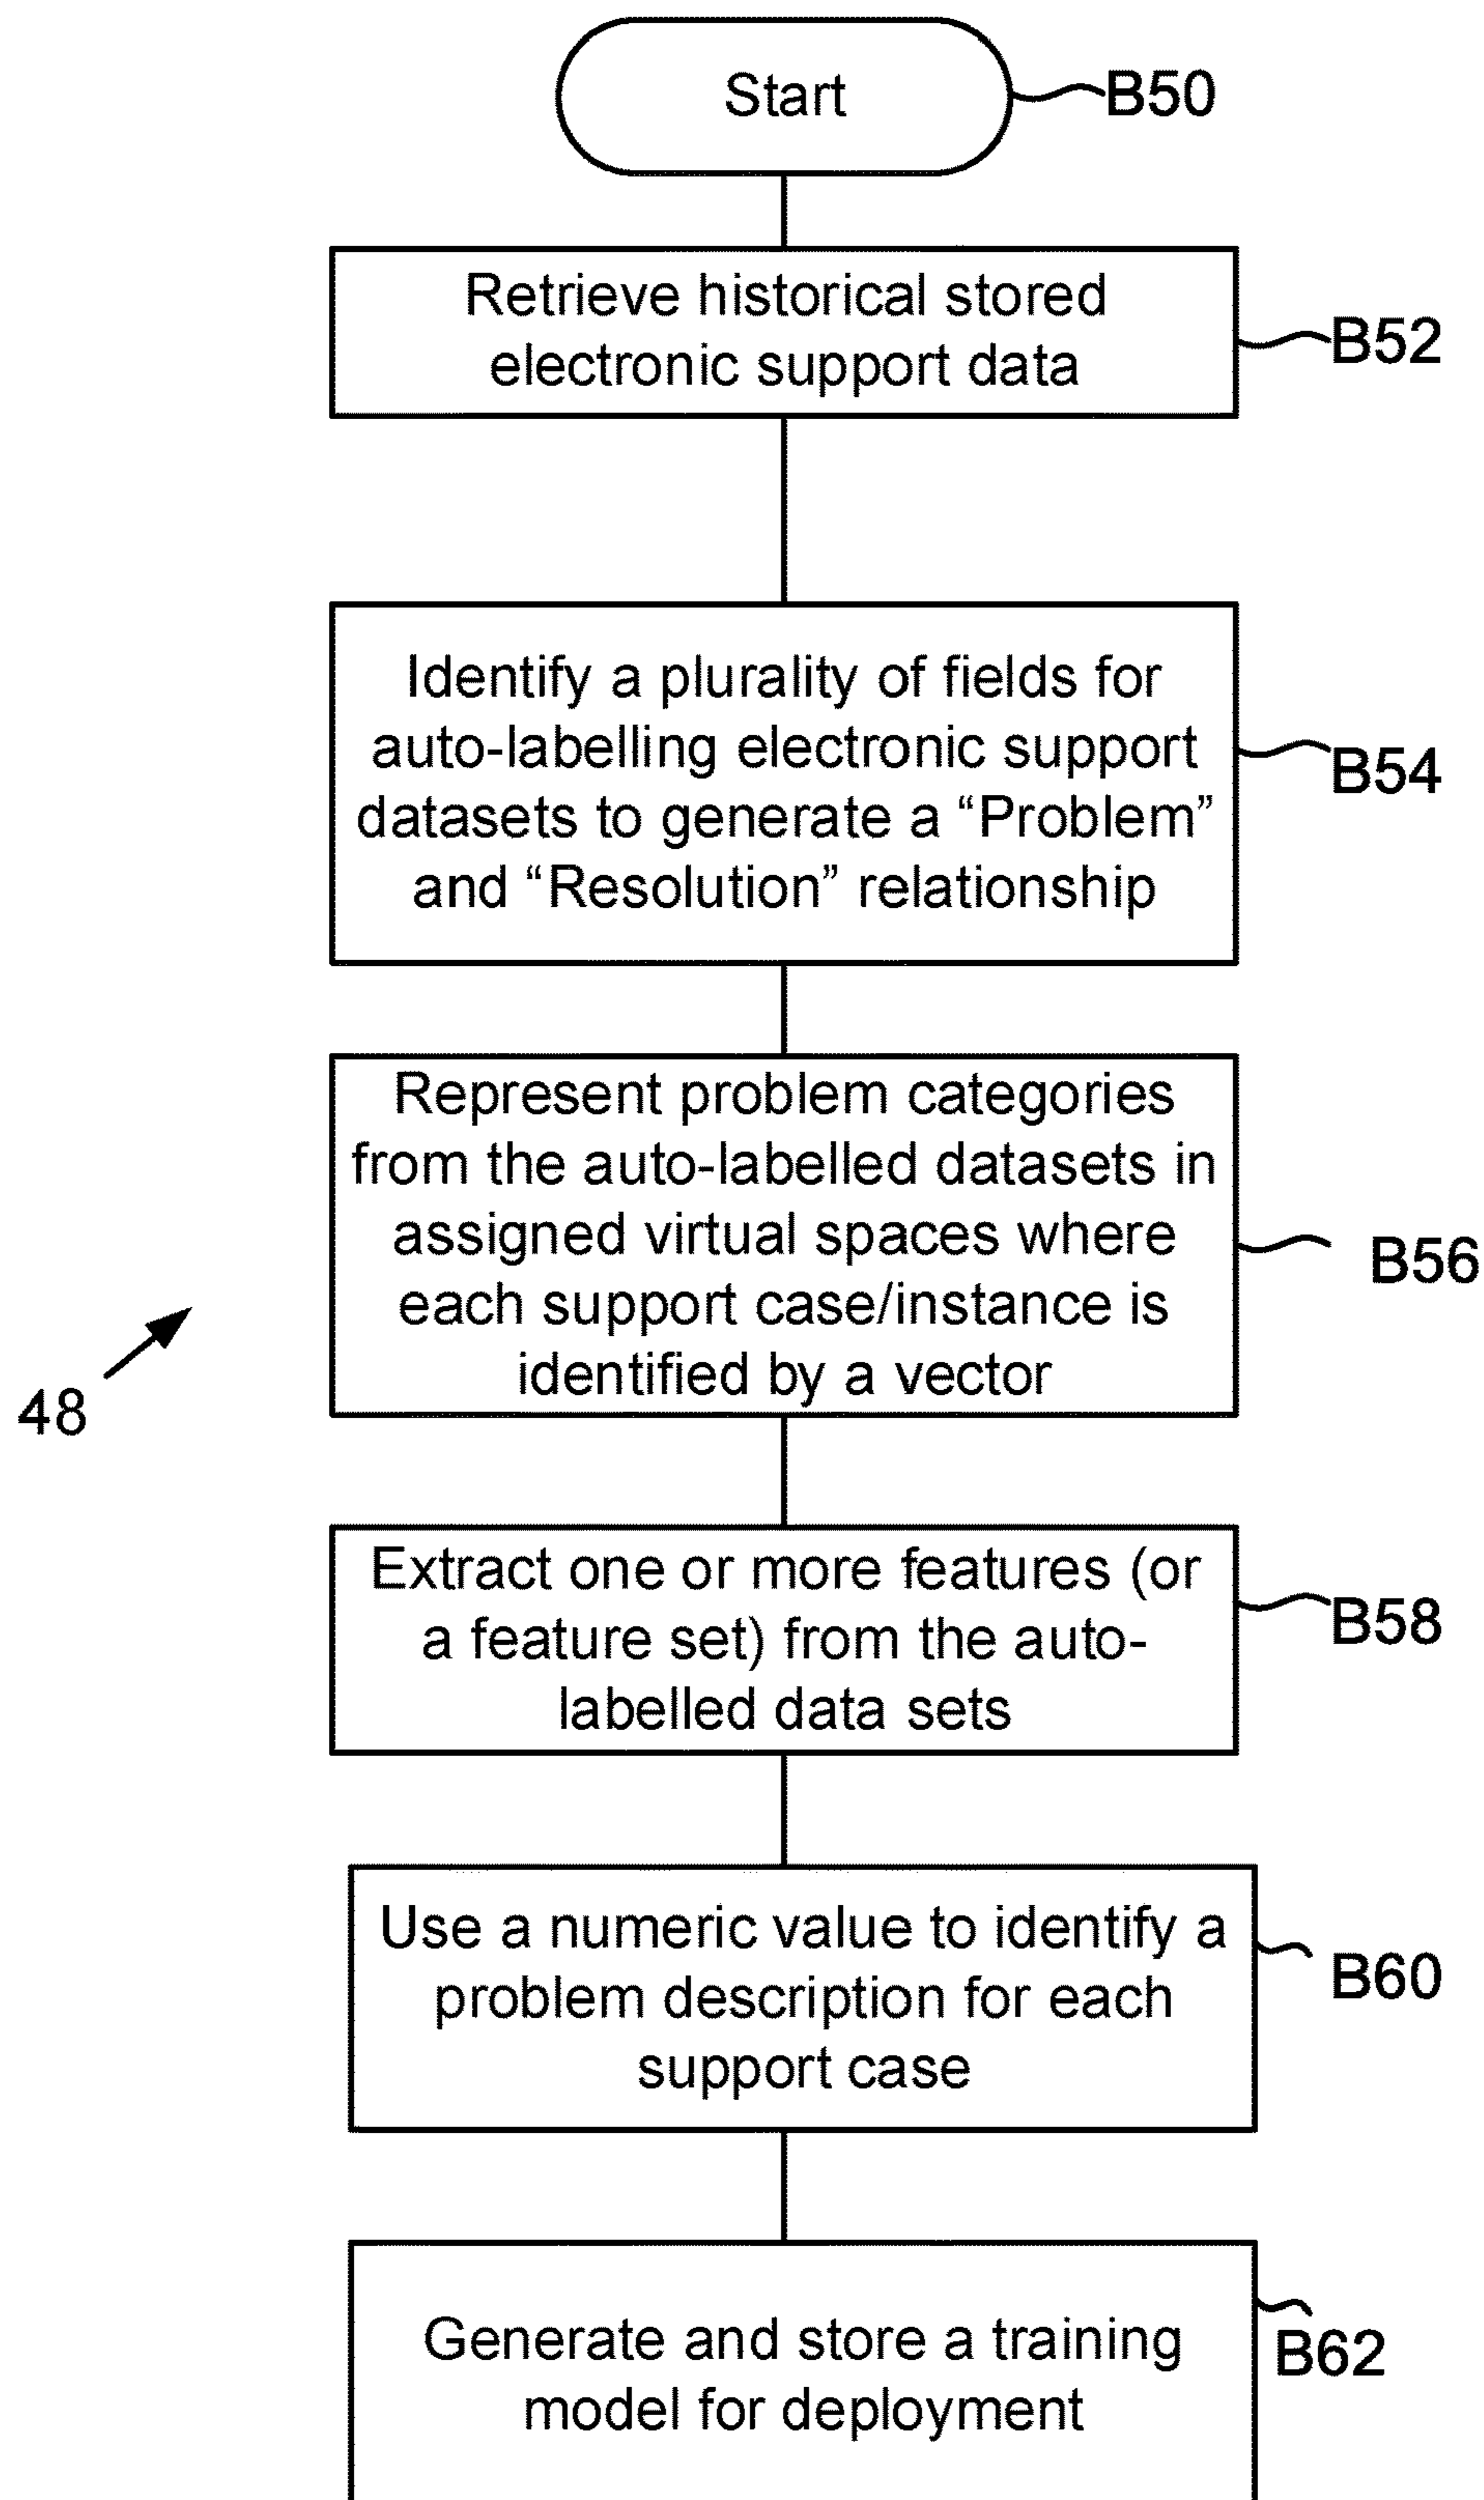 Start
B50
Retrieve historical stored
electronic support data
B52
Identify a plurality of fields for
auto-labelling electronic support
datasets to generate a “Problem”
and “Resolution” relationship
B54
Represent problem categories
from the auto-labelled datasets in
assigned virtual spaces where
each support case/instance is
identified by a vector
B56
48
Extract one or more features (or
a feature set) from the auto-
labelled data sets
B58
Use a numeric value to identify a
problem description for each
support case
B60
Generate and store a training
model for deployment
B62